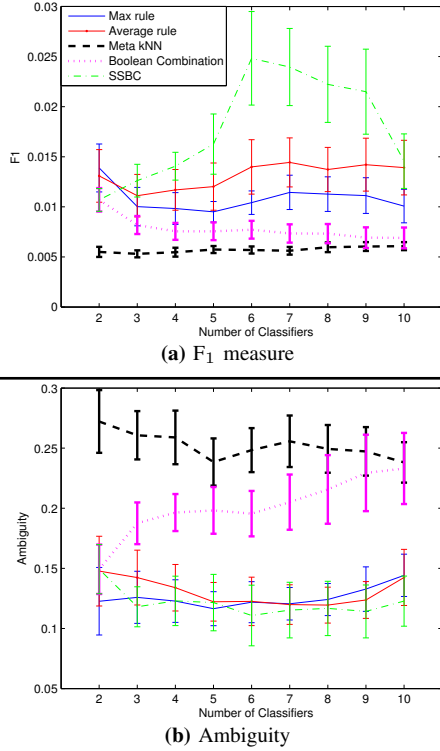 0.03
0.025
0.02
0.015
0.01
0.005
0
F1
Max rule
Average rule
Meta kNN
Boolean Combination
SSBC
2 3 4 5 6 7 8 9 10
Number of Classifiers
(a) F₁ measure
0.3
0.25
0.2
0.15
0.1
0.05
Ambiguity
2 3 4 5 6 7 8 9 10
Number of Classifiers
(b) Ambiguity